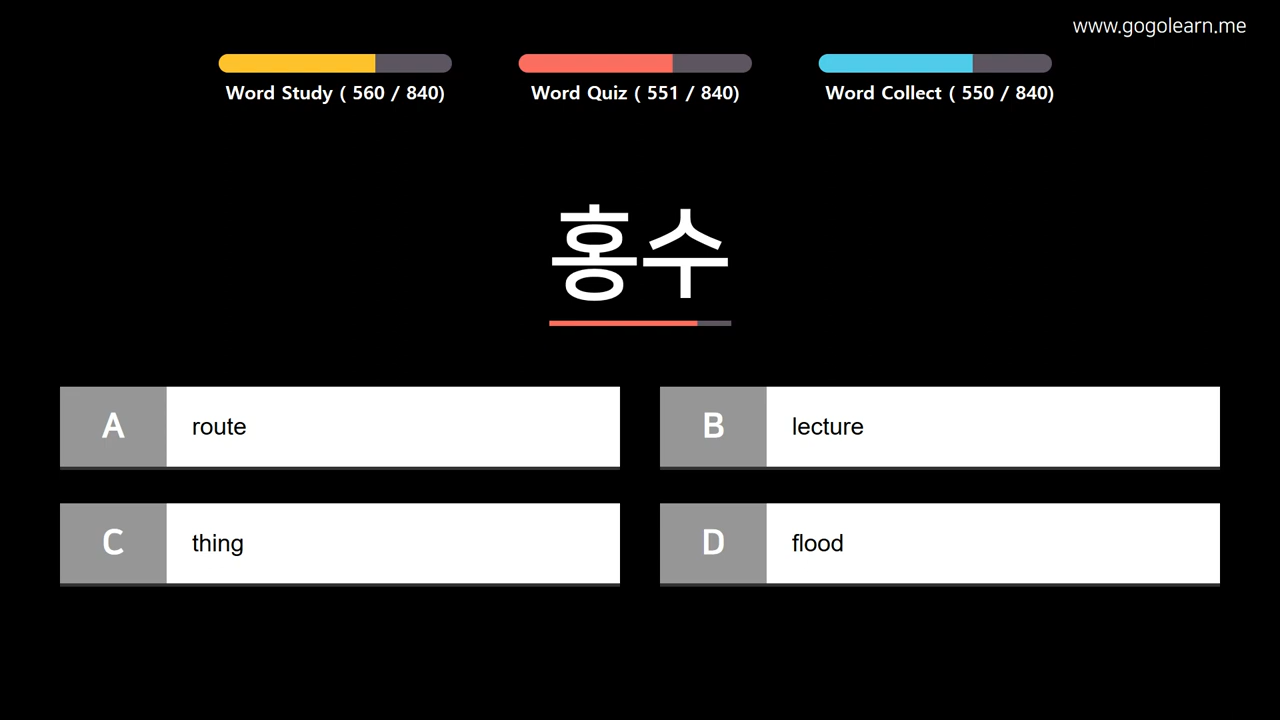 www.gogolearn.me
Word Study ( 560 / 840)
Word Quiz ( 551 / 840)
Word Collect ( 550 / 840)
홍수
A route
B lecture
C thing
D flood